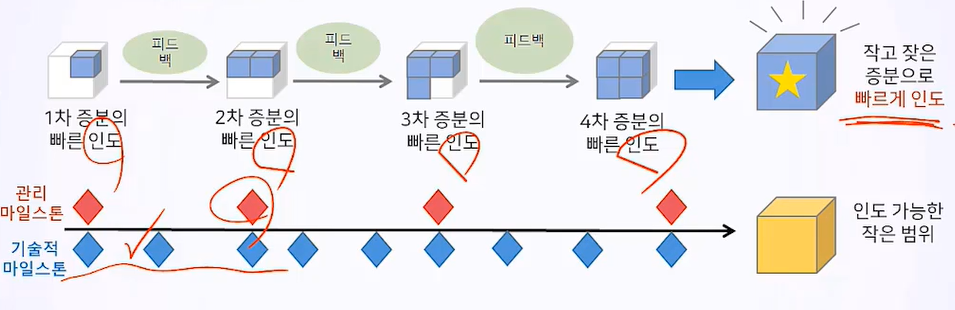 피드
백
피드
백
피드백
1차 증분의
빠른 인도
2차 증분의
빠른 인도
3차 증분의
빠른 인도
4차 증분의
빠른 인도
작고 잦은
증분으로
빠르게 인도
관리
마일스톤
기술적
마일스톤
인도 가능한
작은 범위